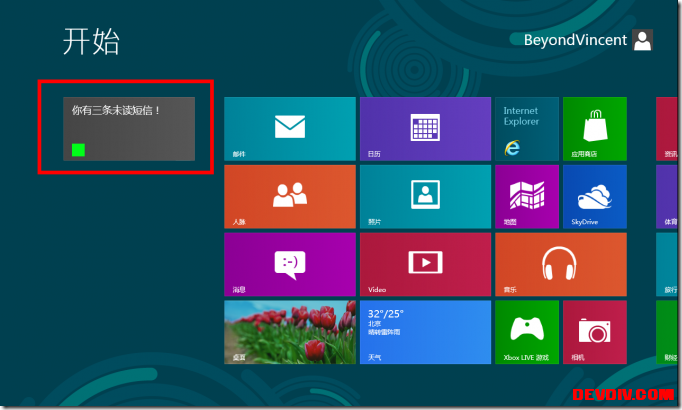 开始
BeyondVincent
你有三条未读短信！
邮件
日历
Internet
Explorer
应用商店
资讯
人脉
照片
地图
SkyDrive
体育
消息
Video
音乐
旅行
桌面
32°/25°
北京
晴转雷阵雨
天气
Xbox LIVE 游戏
相机
财经
DEVDIV.COM